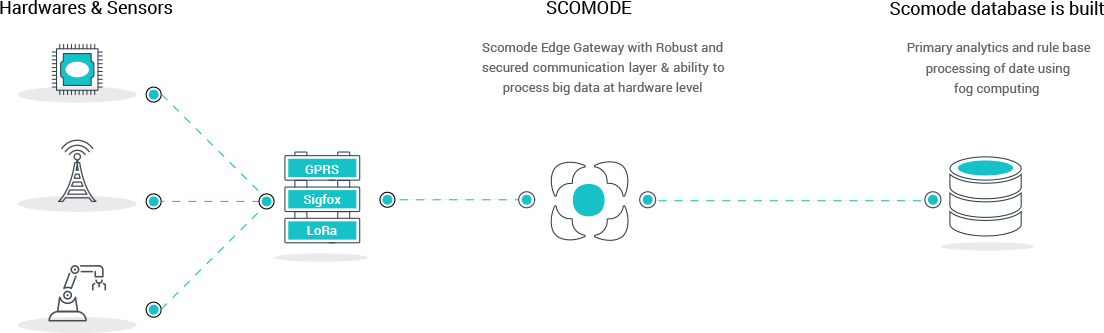 Hardwares & Sensors
SCOMODE
Scomode Edge Gateway with Robust and
secured communication layer & ability to
process big data at hardware level
Scomode database is built
Primary analytics and rule base
processing of date using
fog computing
GPRS
Sigfox
LoRa